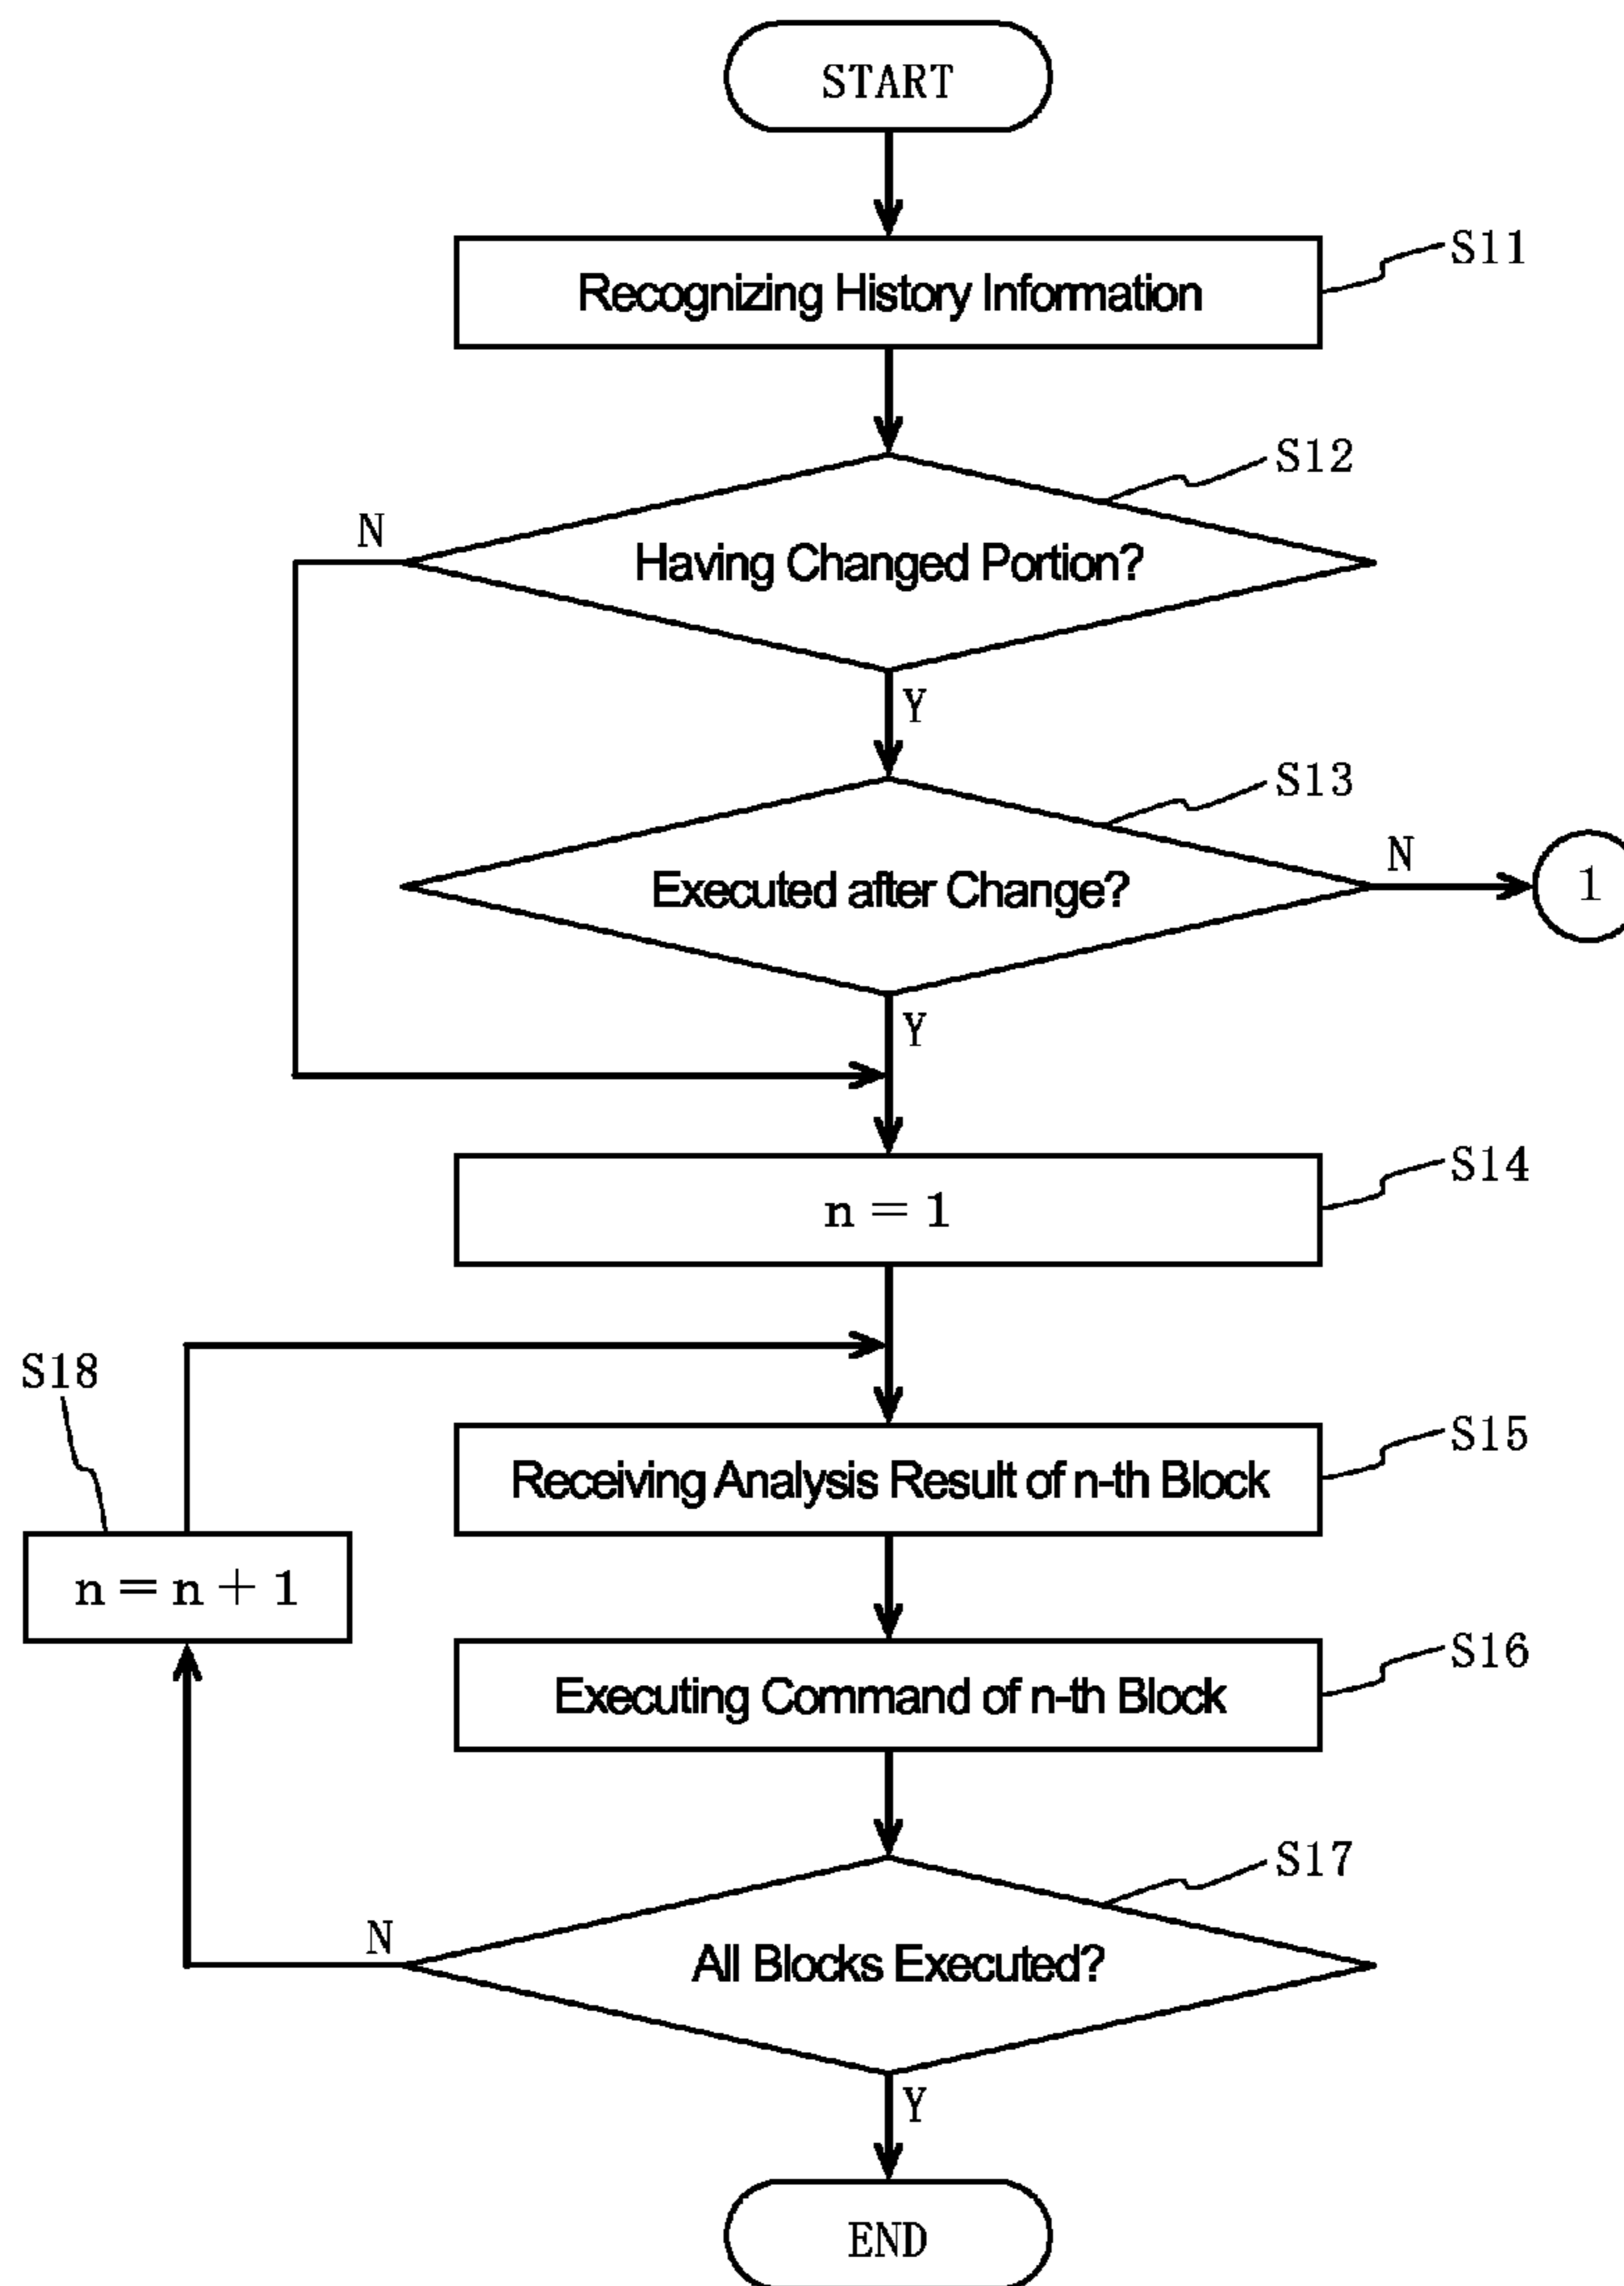 START
Recognizing History Information
S11
S12
N
Having Changed Portion?
Y
S13
Executed after Change?
N
1
Y
n = 1
S14
S18
Receiving Analysis Result of n-th Block
S15
n = n + 1
Executing Command of n-th Block
S16
S17
N
All Blocks Executed?
Y
END